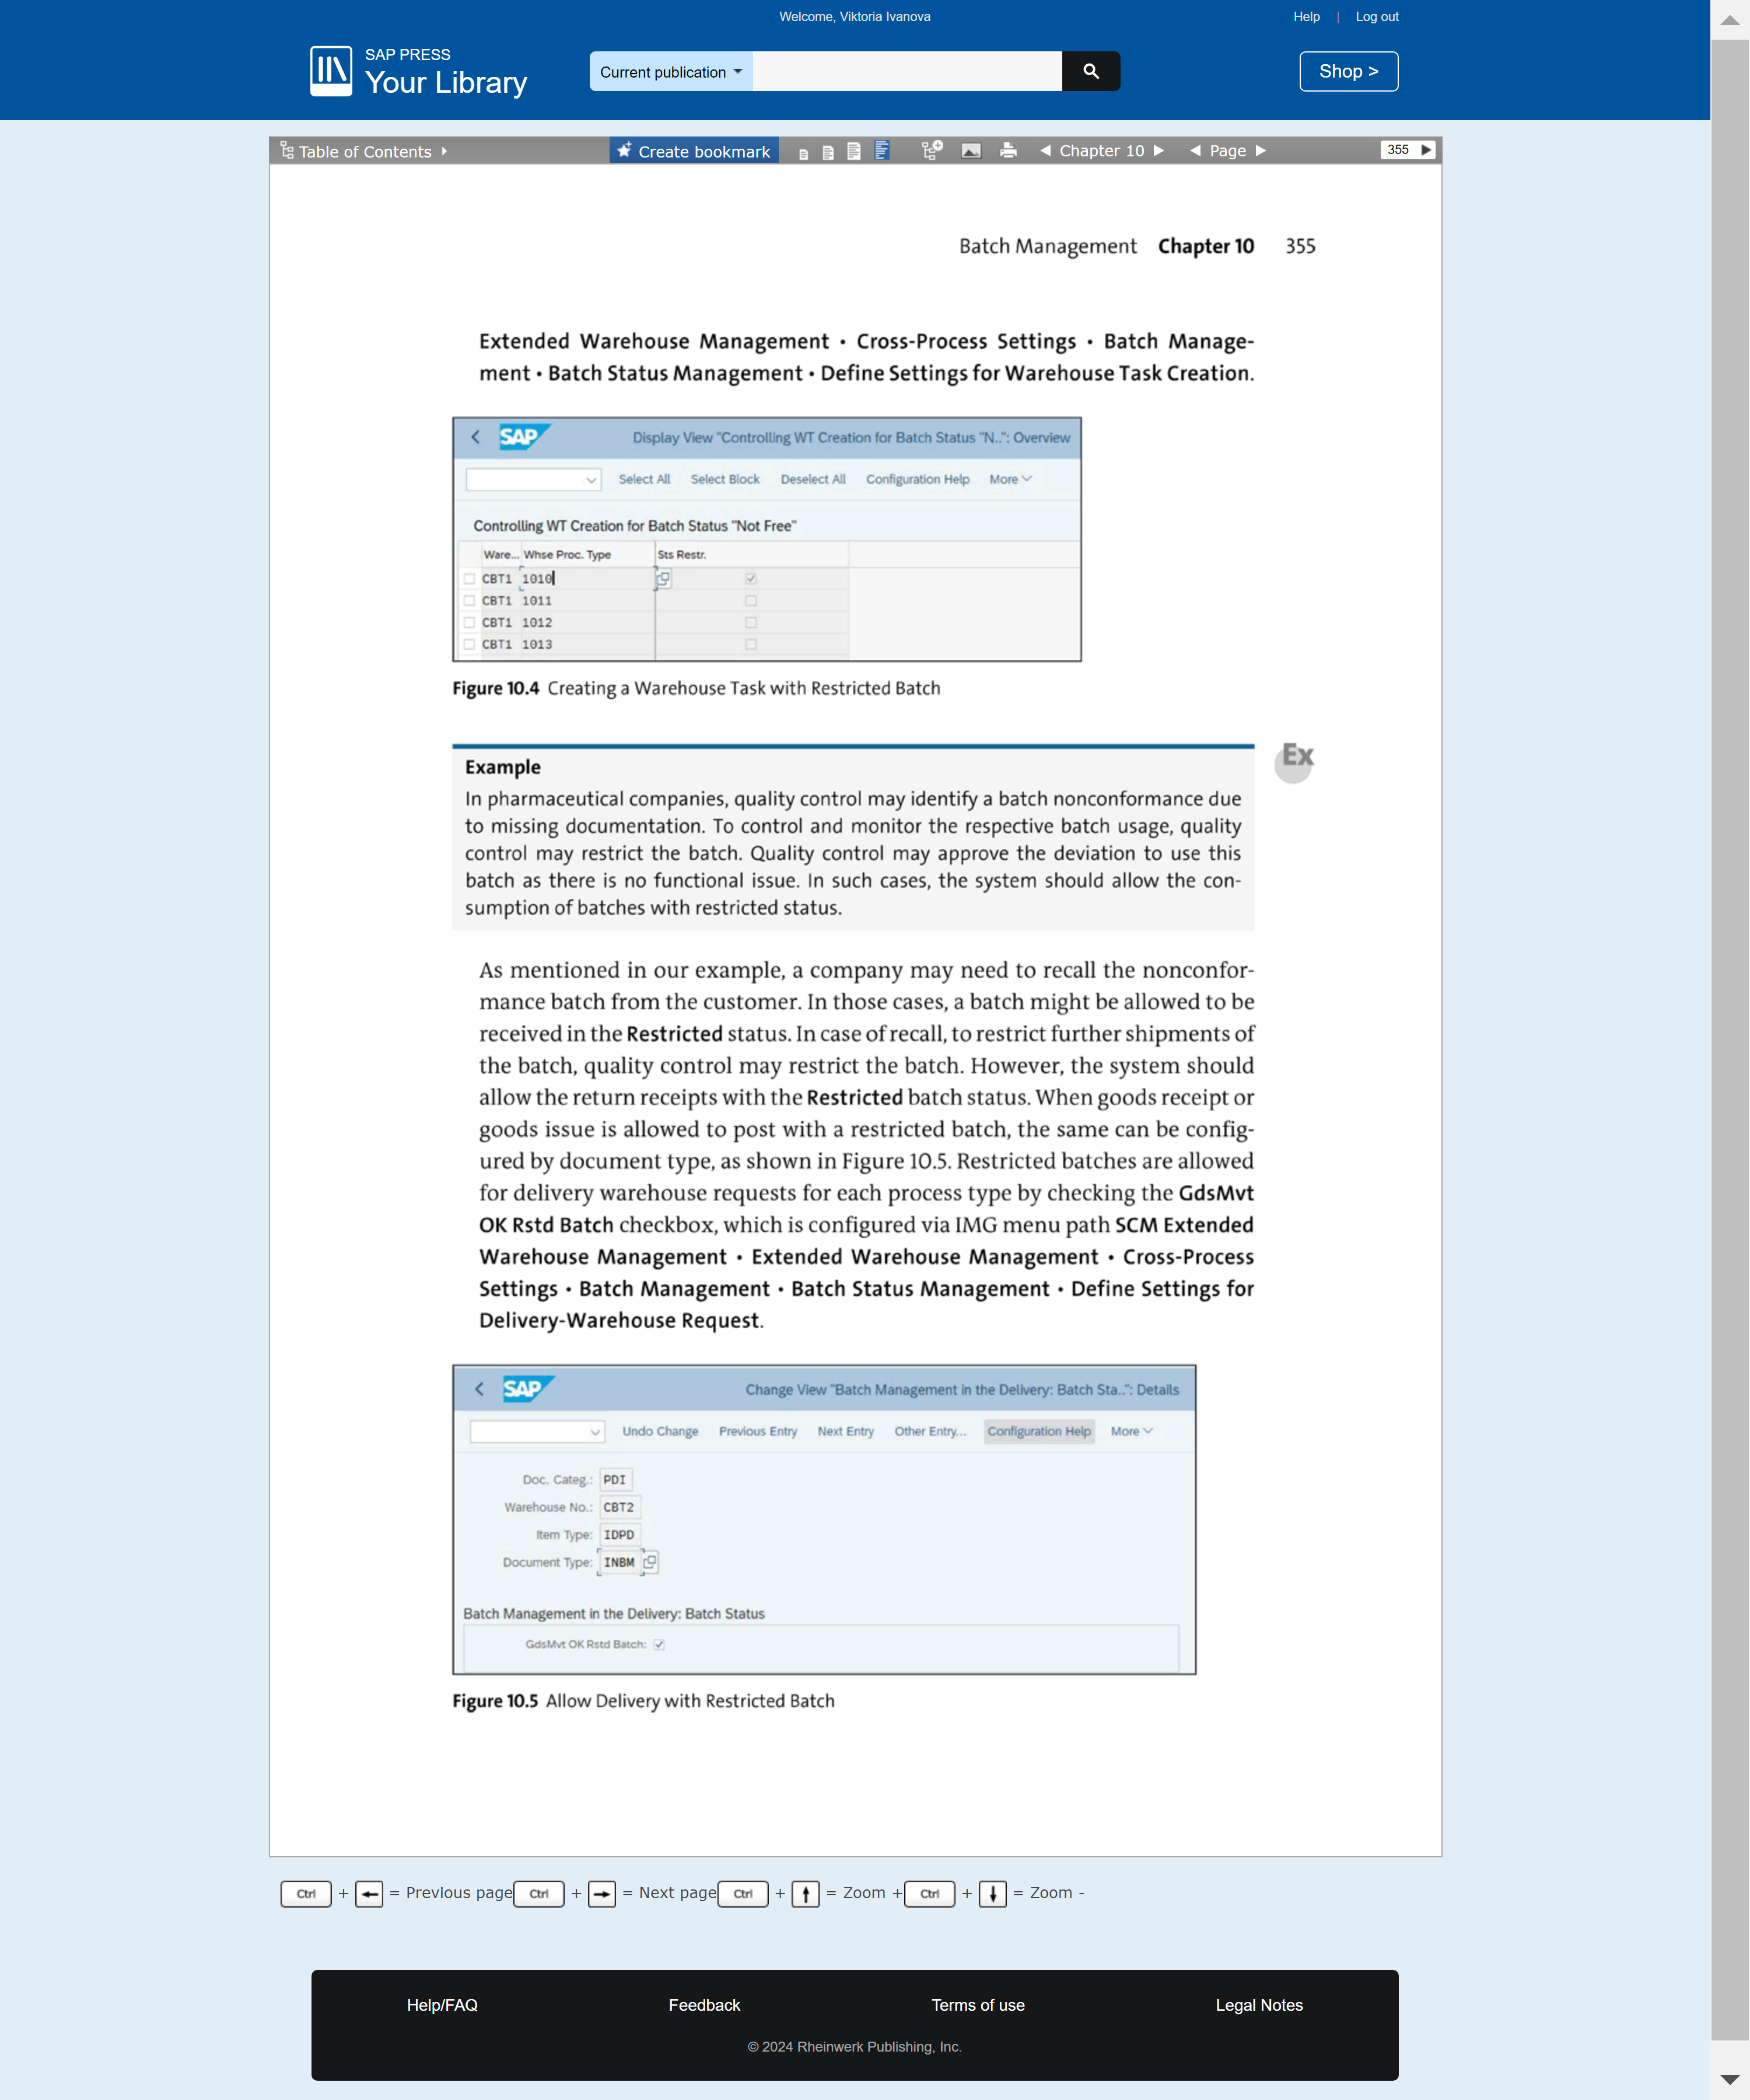 Welcome, Viktoria Ivanova
Help | Log out
SAP PRESS
Your Library
Current publication
Shop >
Table of Contents
Create bookmark
Chapter 10
Page
355
Batch Management Chapter 10 355
Extended Warehouse Management • Cross-Process Settings • Batch Manage-
ment • Batch Status Management • Define Settings for Warehouse Task Creation.
SAP
Display View "Controlling WT Creation for Batch Status "N..": Overview
Select All Select Block Deselect All Configuration Help More
Controlling WT Creation for Batch Status "Not Free"
Ware... Whse Proc. Type Sts Restr.
CBT1 1010
CBT1 1011
CBT1 1012
CBT1 1013
Figure 10.4 Creating a Warehouse Task with Restricted Batch
Ex
Example
In pharmaceutical companies, quality control may identify a batch nonconformance due
to missing documentation. To control and monitor the respective batch usage, quality
control may restrict the batch. Quality control may approve the deviation to use this
batch as there is no functional issue. In such cases, the system should allow the con-
sumption of batches with restricted status.
As mentioned in our example, a company may need to recall the nonconfor-
mance batch from the customer. In those cases, a batch might be allowed to be
received in the Restricted status. In case of recall, to restrict further shipments of
the batch, quality control may restrict the batch. However, the system should
allow the return receipts with the Restricted batch status. When goods receipt or
goods issue is allowed to post with a restricted batch, the same can be config-
ured by document type, as shown in Figure 10.5. Restricted batches are allowed
for delivery warehouse requests for each process type by checking the GdsMvt
OK Rstd Batch checkbox, which is configured via IMG menu path SCM Extended
Warehouse Management • Extended Warehouse Management • Cross-Process
Settings • Batch Management • Batch Status Management • Define Settings for
Delivery-Warehouse Request.
SAP
Change View "Batch Management in the Delivery: Batch Sta..": Details
Undo Change Previous Entry Next Entry Other Entry... Configuration Help More
Doc. Categ.: PDI
Warehouse No.: CBT2
Item Type: IDPD
Document Type: INBM
Batch Management in the Delivery: Batch Status
GdsMvt OK Rstd Batch:
Figure 10.5 Allow Delivery with Restricted Batch
Ctrl + ← = Previous page Ctrl + → = Next page Ctrl + ↑ = Zoom + Ctrl + ↓ = Zoom -
Help/FAQ Feedback Terms of use Legal Notes
© 2024 Rheinwerk Publishing, Inc.